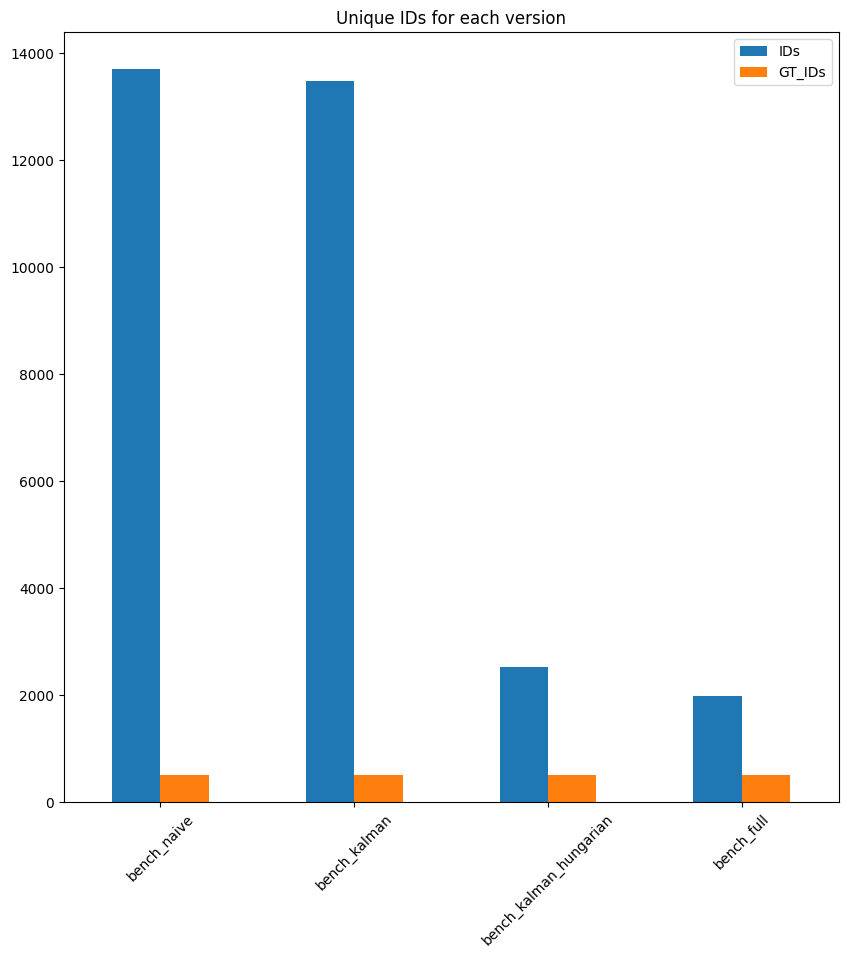 Unique IDs for each version
IDs
GT_IDs
14000
12000
10000
8000
6000
4000
2000
0
bench_naive
bench_kalman
bench_kalman_hungarian
bench_full